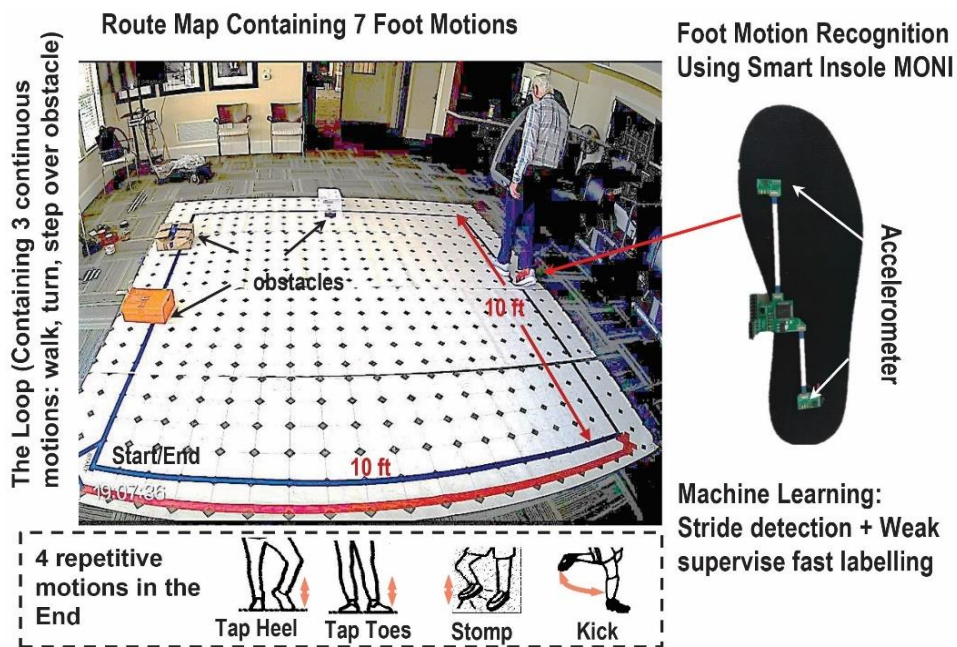 Route Map Containing 7 Foot Motions
Foot Motion Recognition
Using Smart Insole MONI
The Loop (Containing 3 continuous
motions: walk, turn, step over obstacle)
obstacles
10 ft
Accelerometer
Start/End
10 ft
19:07:36
Machine Learning:
Stride detection + Weak
supervise fast labelling
4 repetitive
motions in the
End
Tap Heel
Tap Toes
Stomp
Kick